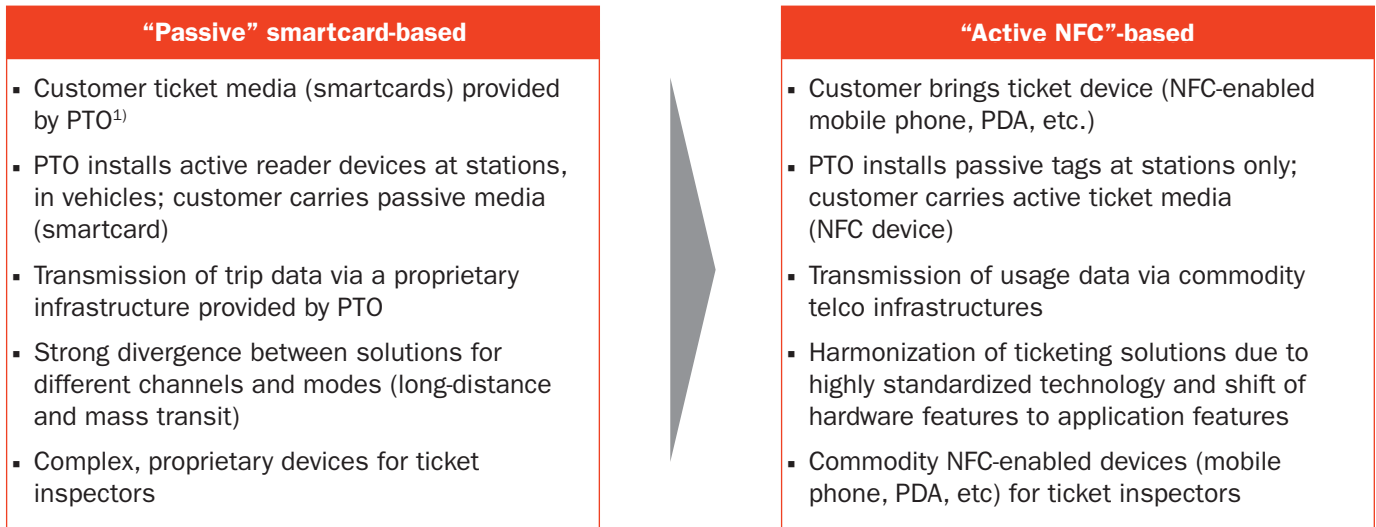 “Passive” smartcard-based
▪ Customer ticket media (smartcards) provided
by PTO1)
▪ PTO installs active reader devices at stations,
in vehicles; customer carries passive media
(smartcard)
▪ Transmission of trip data via a proprietary
infrastructure provided by PTO
▪ Strong divergence between solutions for
different channels and modes (long-distance
and mass transit)
▪ Complex, proprietary devices for ticket
inspectors
“Active NFC”-based
▪ Customer brings ticket device (NFC-enabled
mobile phone, PDA, etc.)
▪ PTO installs passive tags at stations only;
customer carries active ticket media
(NFC device)
▪ Transmission of usage data via commodity
telco infrastructures
▪ Harmonization of ticketing solutions due to
highly standardized technology and shift of
hardware features to application features
▪ Commodity NFC-enabled devices (mobile
phone, PDA, etc) for ticket inspectors